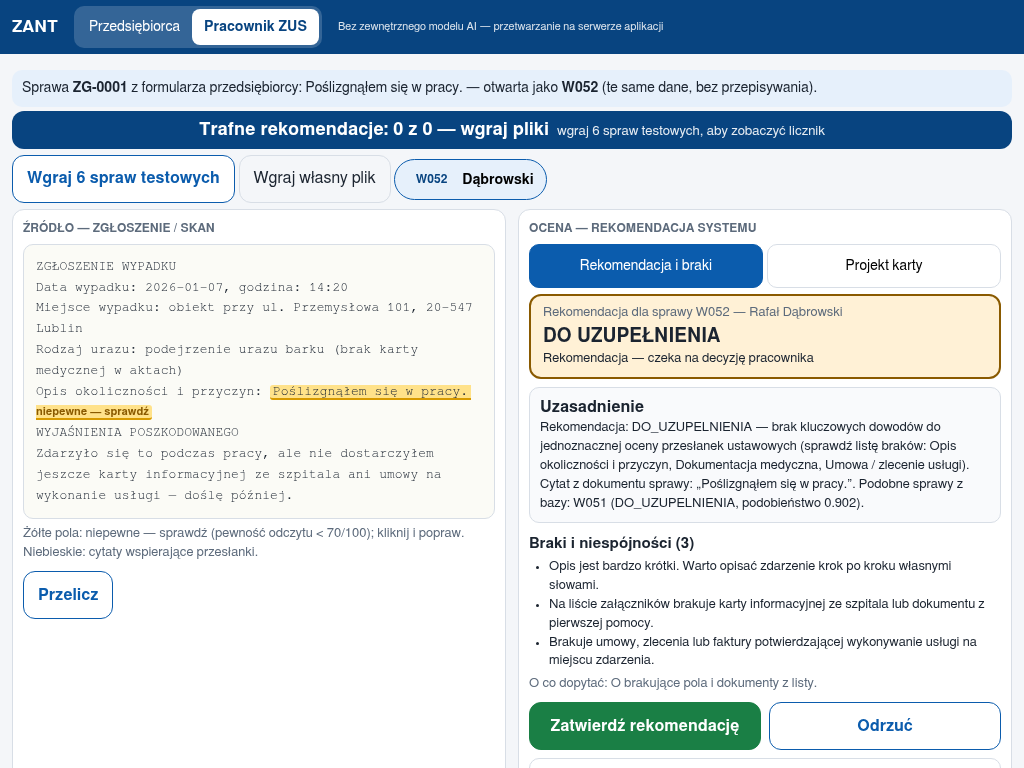 ZANT
Przedsiębiorca
Pracownik ZUS
Bez zewnętrznego modelu AI — przetwarzanie na serwerze aplikacji
Sprawa ZG-0001 z formularza przedsiębiorcy: Poślizgnąłem się w pracy. — otwarta jako W052 (te same dane, bez przepisywania).
Trafne rekomendacje: 0 z 0 — wgraj pliki wgraj 6 spraw testowych, aby zobaczyć licznik
Wgraj 6 spraw testowych
Wgraj własny plik
W052 Dąbrowski
ŹRÓDŁO — ZGŁOSZENIE / SKAN
ZGŁOSZENIE WYPADKU
Data wypadku: 2026-01-07, godzina: 14:20
Miejsce wypadku: obiekt przy ul. Przemysłowa 101, 20-547
Lublin
Rodzaj urazu: podejrzenie urazu barku (brak karty
medycznej w aktach)
Opis okoliczności i przyczyn: Poślizgnąłem się w pracy.
niepewne — sprawdź
WYJAŚNIENIA POSZKODOWANEGO
Zdarzyło się to podczas pracy, ale nie dostarczyłem
jeszcze karty informacyjnej ze szpitala ani umowy na
wykonanie usługi — doślę później.
Żółte pola: niepewne — sprawdź (pewność odczytu < 70/100); kliknij i popraw.
Niebieskie: cytaty wspierające przesłanki.
Przelicz
OCENA — REKOMENDACJA SYSTEMU
Rekomendacja i braki
Projekt karty
Rekomendacja dla sprawy W052 — Rafał Dąbrowski
DO UZUPEŁNIENIA
Rekomendacja — czeka na decyzję pracownika
Uzasadnienie
Rekomendacja: DO_UZUPELNIENIA — brak kluczowych dowodów do
jednoznacznej oceny przesłanek ustawowych (sprawdź listę braków: Opis
okoliczności i przyczyn, Dokumentacja medyczna, Umowa / zlecenie usługi).
Cytat z dokumentu sprawy: „Poślizgnąłem się w pracy.”. Podobne sprawy z
bazy: W051 (DO_UZUPELNIENIA, podobieństwo 0.902).
Braki i niespójności (3)
• Opis jest bardzo krótki. Warto opisać zdarzenie krok po kroku własnymi
słowami.
• Na liście załączników brakuje karty informacyjnej ze szpitala lub dokumentu z
pierwszej pomocy.
• Brakuje umowy, zlecenia lub faktury potwierdzającej wykonywanie usługi na
miejscu zdarzenia.
O co dopytać: O brakujące pola i dokumenty z listy.
Zatwierdź rekomendację
Odrzuć